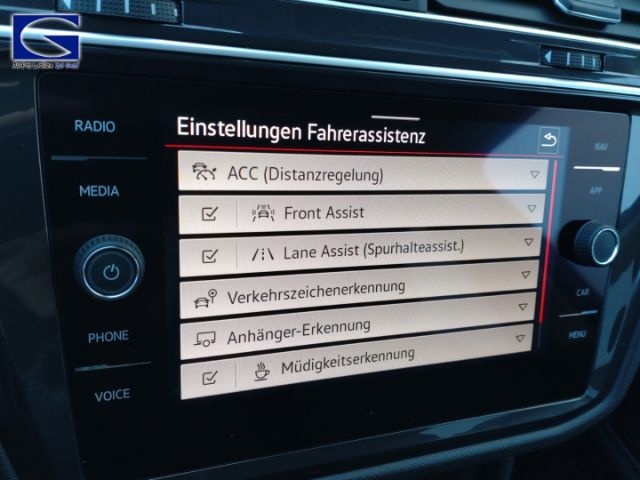 RADIO
MEDIA
PHONE
VOICE
Einstellungen Fahrerassistenz
ACC (Distanzregelung)
Front Assist
Lane Assist (Spurhalteassist.)
Verkehrszeichenerkennung
Anhänger-Erkennung
Müdigkeitserkennung
NAV
APP
CAR
MENU